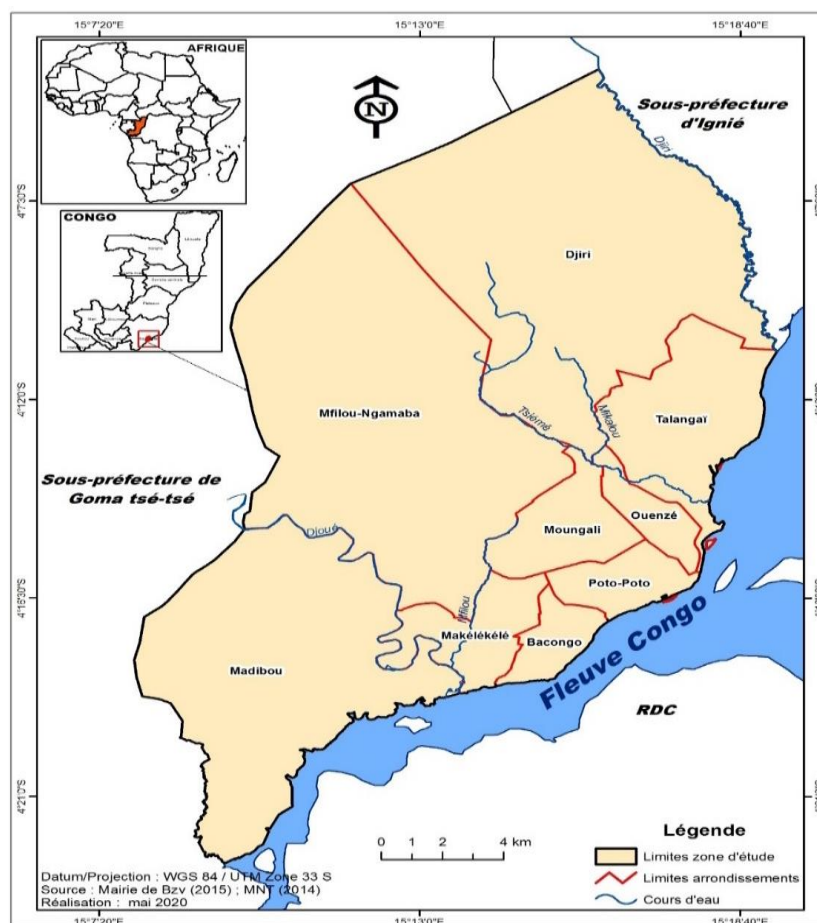 15°7'20"E
15°13'0"E
15°18'40"E
AFRIQUE
N
Sous-préfecture
d'Ignié
Djiri
4°7'30"S
CONGO
Djiri
4°12'0"S
Mfilou-Ngamaba
Tsiémé
Mikalou
Talangaï
Sous-préfecture de
Goma tsé-tsé
Ouenzé
Moungali
Djoué
4°16'30"S
Poto-Poto
Mfilou
Makélékélé
Bacongo
Madibou
Fleuve Congo
RDC
4°21'0"S
Légende
0 1 2 4 km
Limites zone d'étude
Limites arrondissements
Cours d'eau
Datum/Projection : WGS 84 / UTM Zone 33 S
Source : Mairie de Bzv (2015) ; MNT (2014)
Réalisation : mai 2020
15°7'20"E
15°13'0"E
15°18'40"E